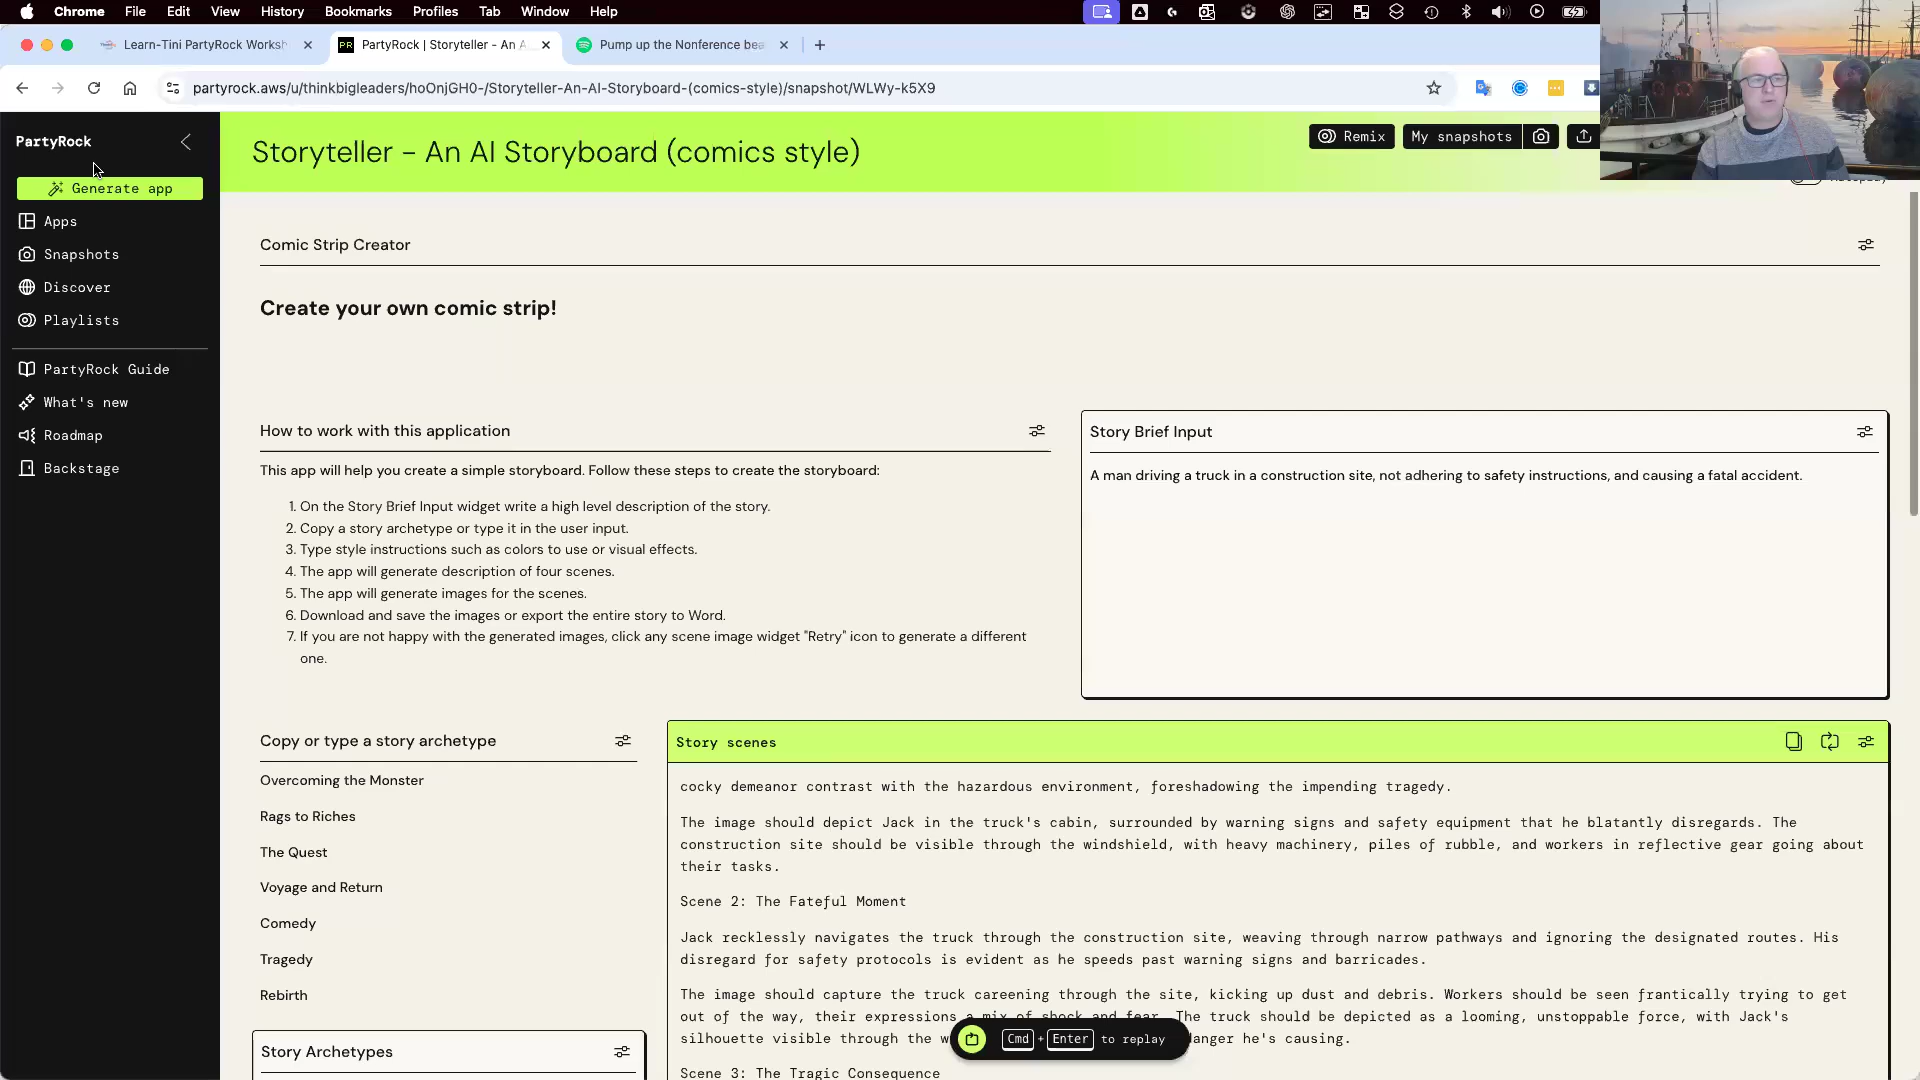 Chrome File Edit View History Bookmarks Profiles Tab Window Help
Learn-Tini PartyRock Works
PartyRock | Storyteller - An A
Pump up the Nonference bea
partyrock.aws/u/thinkbigleaders/hoOnjGH0-/Storyteller-An-AI-Storyboard-(comics-style)/snapshot/WLWy-k5X9
PartyRock
Generate app
Apps
Snapshots
Discover
Playlists
PartyRock Guide
What's new
Roadmap
Backstage
Storyteller - An AI Storyboard (comics style)
Remix
My snapshots
Comic Strip Creator
Create your own comic strip!
How to work with this application
This app will help you create a simple storyboard. Follow these steps to create the storyboard:
1. On the Story Brief Input widget write a high level description of the story.
2. Copy a story archetype or type it in the user input.
3. Type style instructions such as colors to use or visual effects.
4. The app will generate description of four scenes.
5. The app will generate images for the scenes.
6. Download and save the images or export the entire story to Word.
7. If you are not happy with the generated images, click any scene image widget "Retry" icon to generate a different
one.
Story Brief Input
A man driving a truck in a construction site, not adhering to safety instructions, and causing a fatal accident.
Copy or type a story archetype
Overcoming the Monster
Rags to Riches
The Quest
Voyage and Return
Comedy
Tragedy
Rebirth
Story Archetypes
Story scenes
cocky demeanor contrast with the hazardous environment, foreshadowing the impending tragedy.
The image should depict Jack in the truck's cabin, surrounded by warning signs and safety equipment that he blatantly disregards. The
construction site should be visible through the windshield, with heavy machinery, piles of rubble, and workers in reflective gear going about
their tasks.
Scene 2: The Fateful Moment
Jack recklessly navigates the truck through the construction site, weaving through narrow pathways and ignoring the designated routes. His
disregard for safety protocols is evident as he speeds past warning signs and barricades.
The image should capture the truck careening through the site, kicking up dust and debris. Workers should be seen frantically trying to get
out of the way, their expressions a mix of shock and fear. The truck should be depicted as a looming, unstoppable force, with Jack's
silhouette visible through the w danger he's causing.
Scene 3: The Tragic Consequence
Cmd + Enter to replay